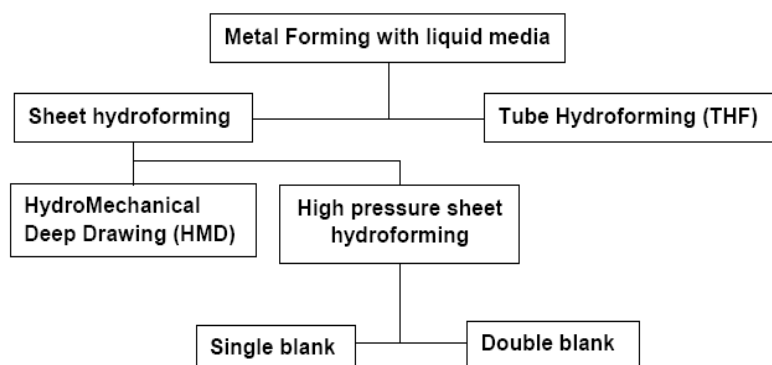 Metal Forming with liquid media
Sheet hydroforming
Tube Hydroforming (THF)
HydroMechanical
Deep Drawing (HMD)
High pressure sheet
hydroforming
Single blank
Double blank